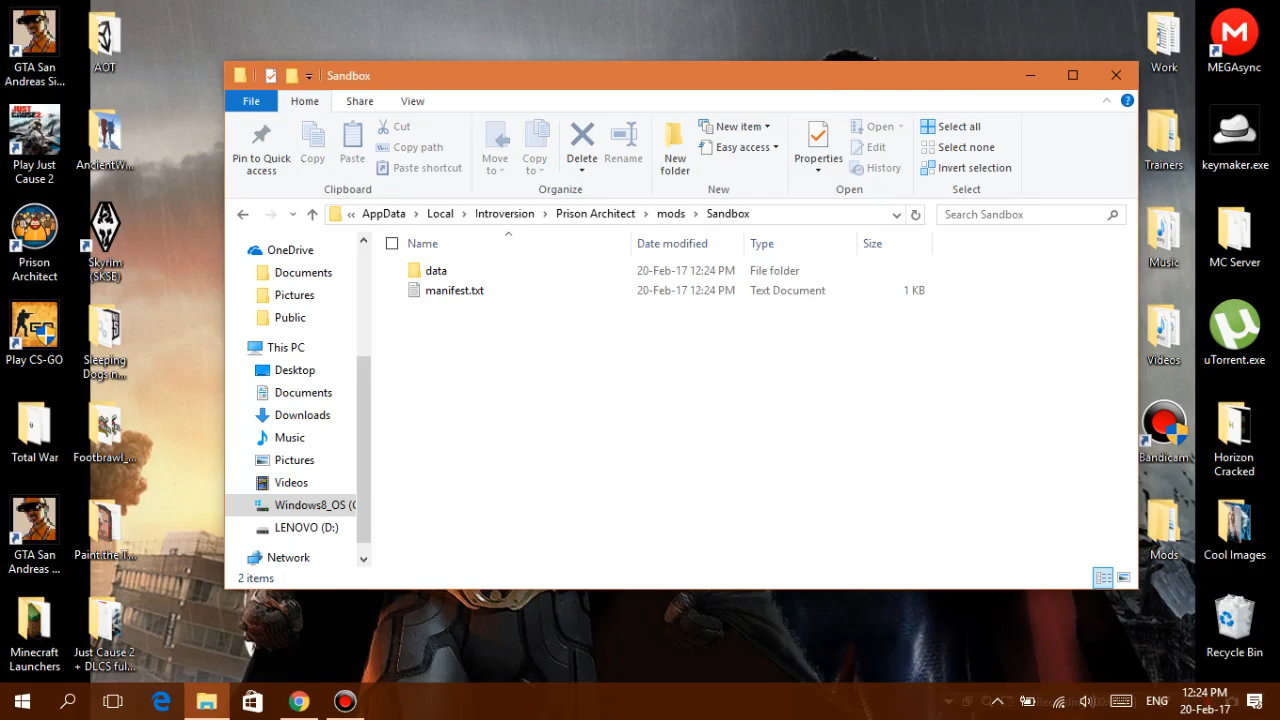 GTA San
Andreas Si...
AOT
Play Just
Cause 2
AncientW...
Prison
Architect
Skyrim
(SKSE)
Play CS-GO
Sleeping
Dogs in...
Total War
Footbrawl_...
GTA San
Andreas ...
Paint the T...
Minecraft
Launchers
Just Cause 2
+ DLCS ful...
Sandbox
File
Home
Share
View
Pin to Quick
access
Copy
Paste
Cut
Copy path
Paste shortcut
Clipboard
Move
to
Copy
to
Delete
Rename
Organize
New
folder
New item
Easy access
New
Properties
Open
Edit
History
Open
Select all
Select none
Invert selection
Select
« AppData > Local > Introversion > Prison Architect > mods > Sandbox
Search Sandbox
Name Date modified Type Size
data 20-Feb-17 12:24 PM File folder
manifest.txt 20-Feb-17 12:24 PM Text Document 1 KB
OneDrive
Documents
Pictures
Public
This PC
Desktop
Documents
Downloads
Music
Pictures
Videos
Windows8_OS (C
LENOVO (D:)
Network
2 items
Work
MEGAsync
Trainers
keymaker.exe
Music
MC Server
Videos
uTorrent.exe
Bandicam
Horizon
Cracked
Mods
Cool Images
Recycle Bin
ENG
12:24 PM
20-Feb-17